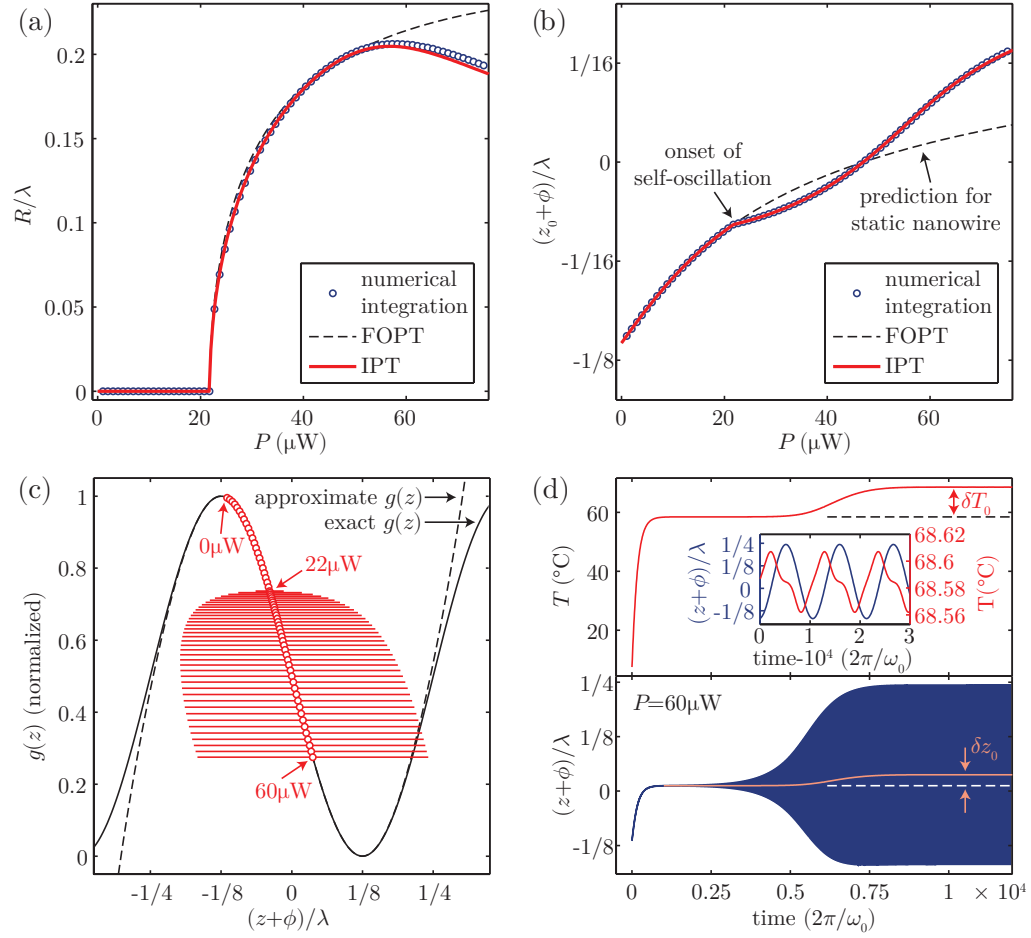 (a)
0.2
0.15
0.1
0.05
0
R/λ
numerical
integration
FOPT
IPT
0
20
40
60
P (μW)
(b)
1/16
0
-1/16
-1/8
(z₀+ϕ)/λ
onset of
self-oscillation
prediction for
static nanowire
numerical
integration
FOPT
IPT
0
20
40
60
P (μW)
(c)
1
0.8
0.6
0.4
0.2
0
g(z) (normalized)
approximate g(z)
exact g(z)
0μW
22μW
60μW
-1/4
-1/8
0
1/8
1/4
(z+ϕ)/λ
(d)
60
40
20
T (°C)
δT₀
1/4
1/8
0
-1/8
(z+ϕ)/λ
68.62
68.6
68.58
68.56
T(°C)
0
1
2
3
time-10⁴ (2π/ω₀)
1/4
1/8
0
-1/8
(z+ϕ)/λ
P=60μW
δz₀
0
0.25
0.5
0.75
1 × 10⁴
time (2π/ω₀)